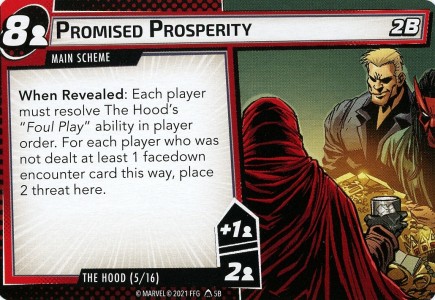 8
PROMISED PROSPERITY
2B
MAIN SCHEME
When Revealed: Each player
must resolve The Hood's
"Foul Play" ability in player
order. For each player who was
not dealt at least 1 facedown
encounter card this way, place
2 threat here.
+1
2
THE HOOD (5/16)
© MARVEL © 2021 FFG 5B